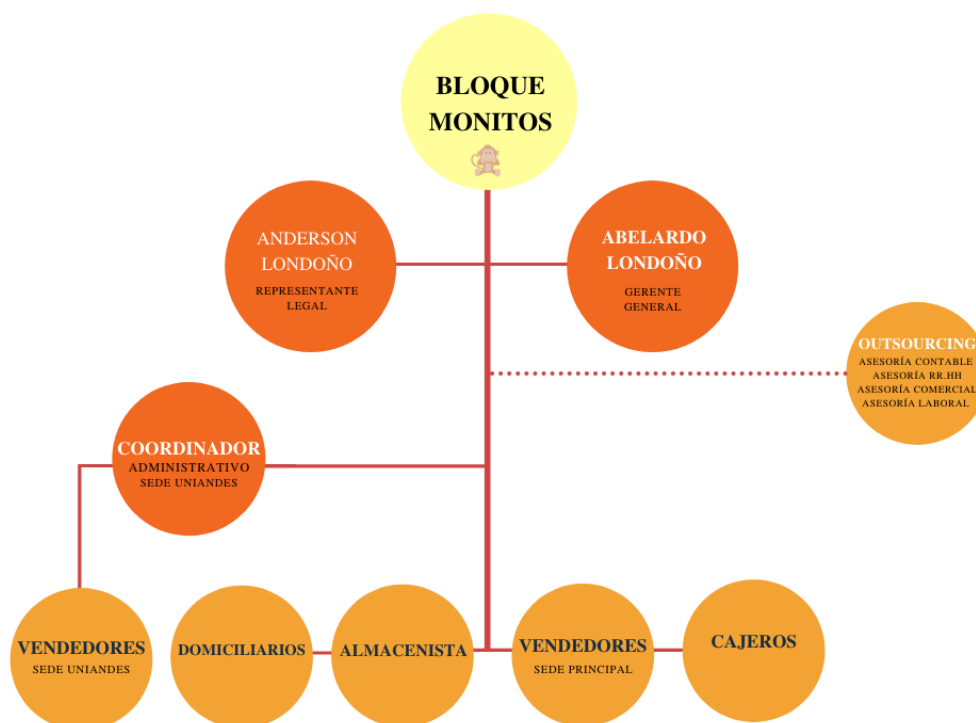 BLOQUE
MONITOS
ANDERSON
LONDOÑO
REPRESENTANTE
LEGAL
ABELARDO
LONDOÑO
GERENTE
GENERAL
OUTSOURCING
ASESORÍA CONTABLE
ASESORÍA RR.HH
ASESORÍA COMERCIAL
ASESORÍA LABORAL
COORDINADOR
ADMINISTRATIVO
SEDE UNIANDES
VENDEDORES
SEDE UNIANDES
DOMICILIARIOS
ALMACENISTA
VENDEDORES
SEDE PRINCIPAL
CAJEROS